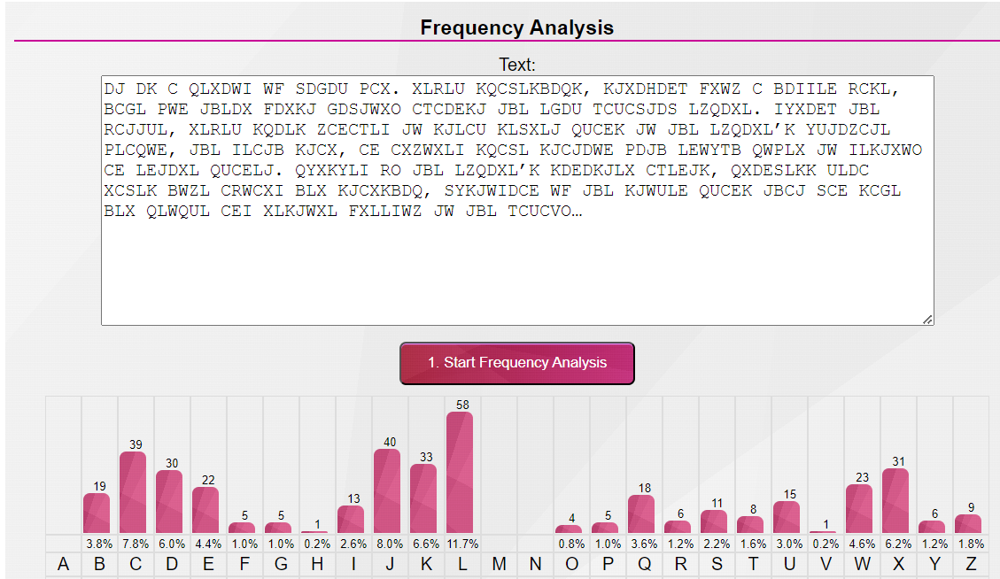 Frequency Analysis
Text:
DJ DK C QLXDWI WF SDGDU PCX. XLRLU KQCSLKBDQK, KJXDHDET FXWZ C BDIILE RCKL,
BCGL PWE JBLDX FDXKJ GDSJWXO CTCDEKJ JBL LGDU TCUCSJDS LZQDXL. IYXDET JBL
RCJJUL, XLRLU KQDLK ZCECTLI JW KJLCU KLSXLJ QUCEK JW JBL LZQDXL’K YUJDZCJL
PLCQWE, JBL ILCJB KJCX, CE CXZWXLI KQCSL KJCJDWE PDJB LEWYTB QWPLX JW ILKJXWO
CE LEJDXL QUCELJ. QYXKYLI RO JBL LZQDXL’K KDEDKJLX CTLEJK, QXDESLKK ULDC
XCSLK BWZL CRWCXI BLX KJCXKBDQ, SYKJWIDCE WF JBL KJWULE QUCEK JBCJ SCE KCGL
BLX QLWQUL CEI XLKJWXL FXLLIWZ JW JBL TCUCVO…
1. Start Frequency Analysis
58
39 40
30 33 31
19 22 18 23
5 5 1 13 4 5 6 11 8 15 1 6 9
3.8% 7.8% 6.0% 4.4% 1.0% 1.0% 0.2% 2.6% 8.0% 6.6% 11.7% 0.8% 1.0% 3.6% 1.2% 2.2% 1.6% 3.0% 0.2% 4.6% 6.2% 1.2% 1.8%
A B C D E F G H I J K L M N O P Q R S T U V W X Y Z